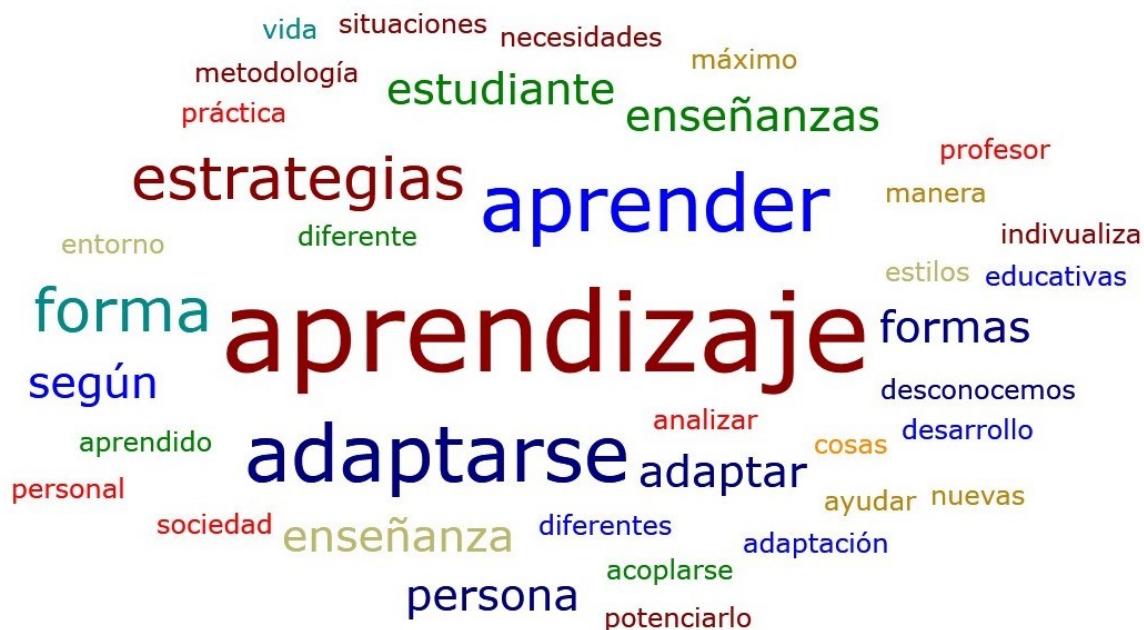 vida situaciones necesidades
metodología estudiante máximo
práctica enseñanzas
estrategias aprender profesor
manera
entorno diferente indivualiza
forma aprendizaje estilos educativas
formas
según desconocemos
aprendido adaptarse analizar cosas desarrollo
personal adaptar ayudar nuevas
sociedad enseñanza diferentes adaptación
persona acoplarse
potenciarlo